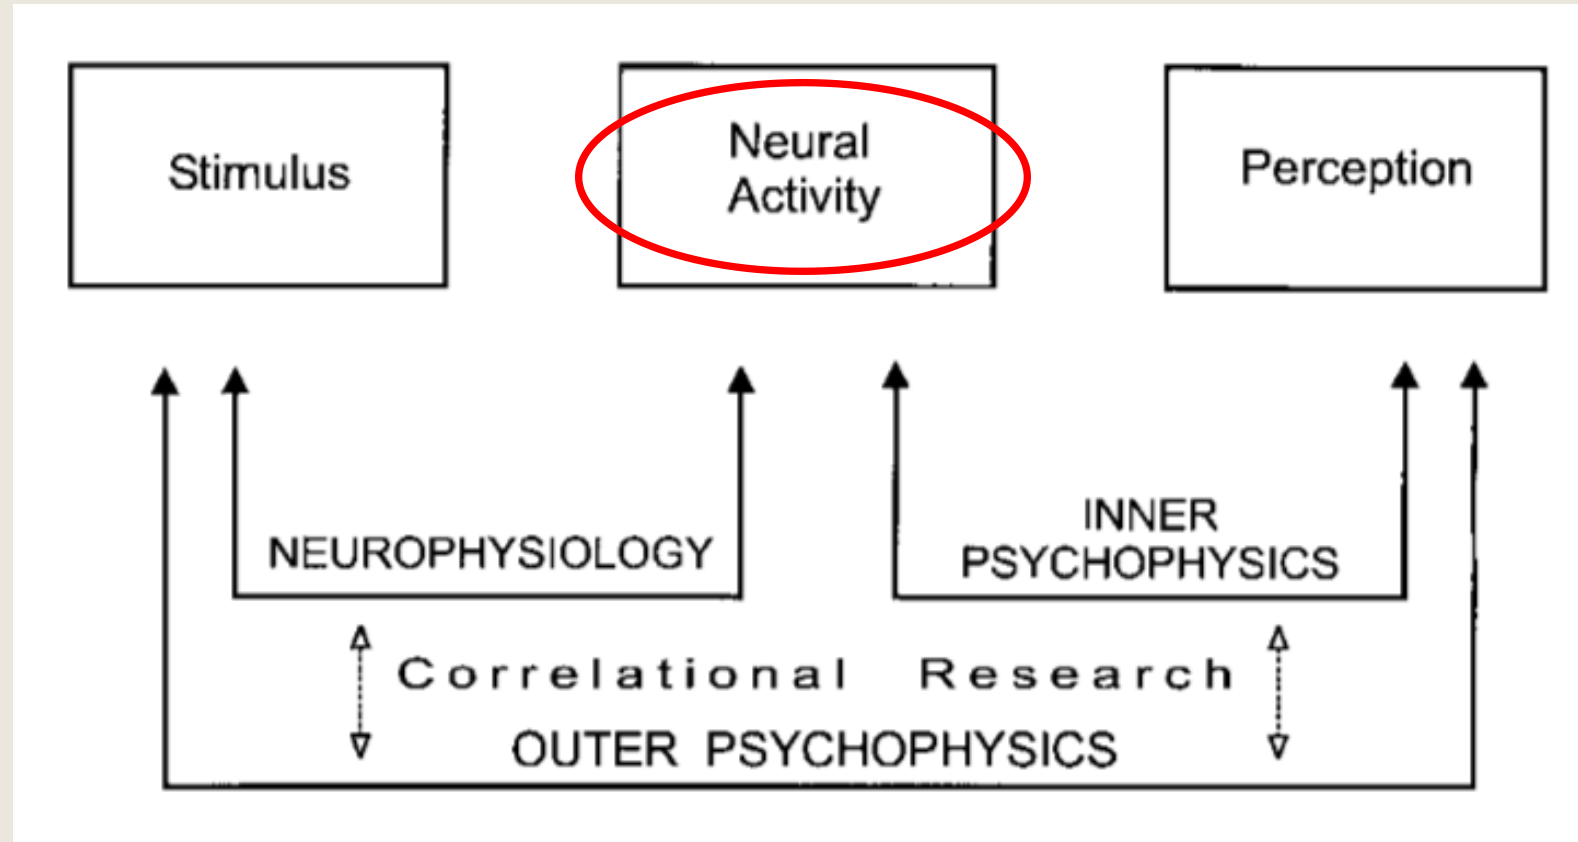 Stimulus
Neural
Activity
Perception
NEUROPHYSIOLOGY
INNER
PSYCHOPHYSICS
Correlational Research
OUTER PSYCHOPHYSICS